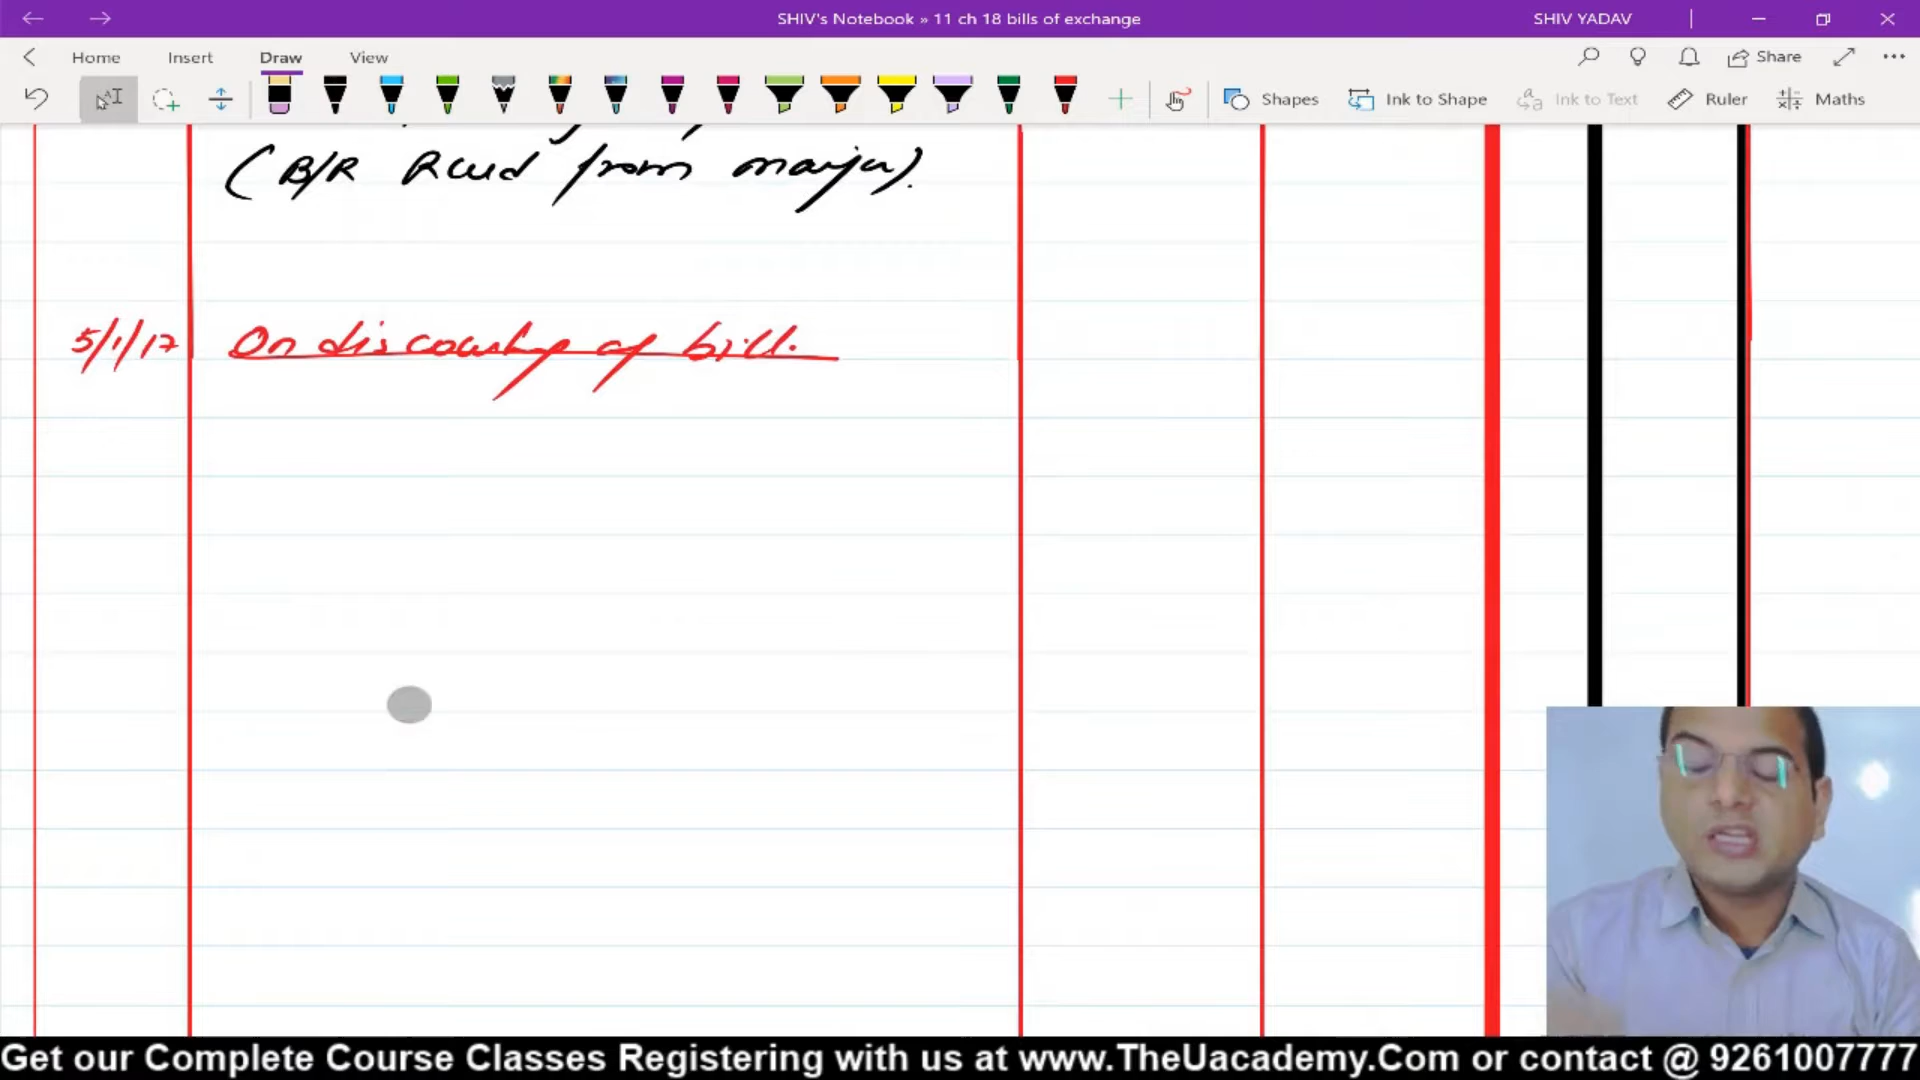 SHIV's Notebook » 11 ch 18 bills of exchange
SHIV YADAV
Home Insert Draw View
Share
Shapes Ink to Shape Ink to Text Ruler Maths
(B/R Recd from
5/1/17 On discounting of bill.
Get our Complete Course Classes Registering with us at www.TheUacademy.Com or contact @ 9261007777